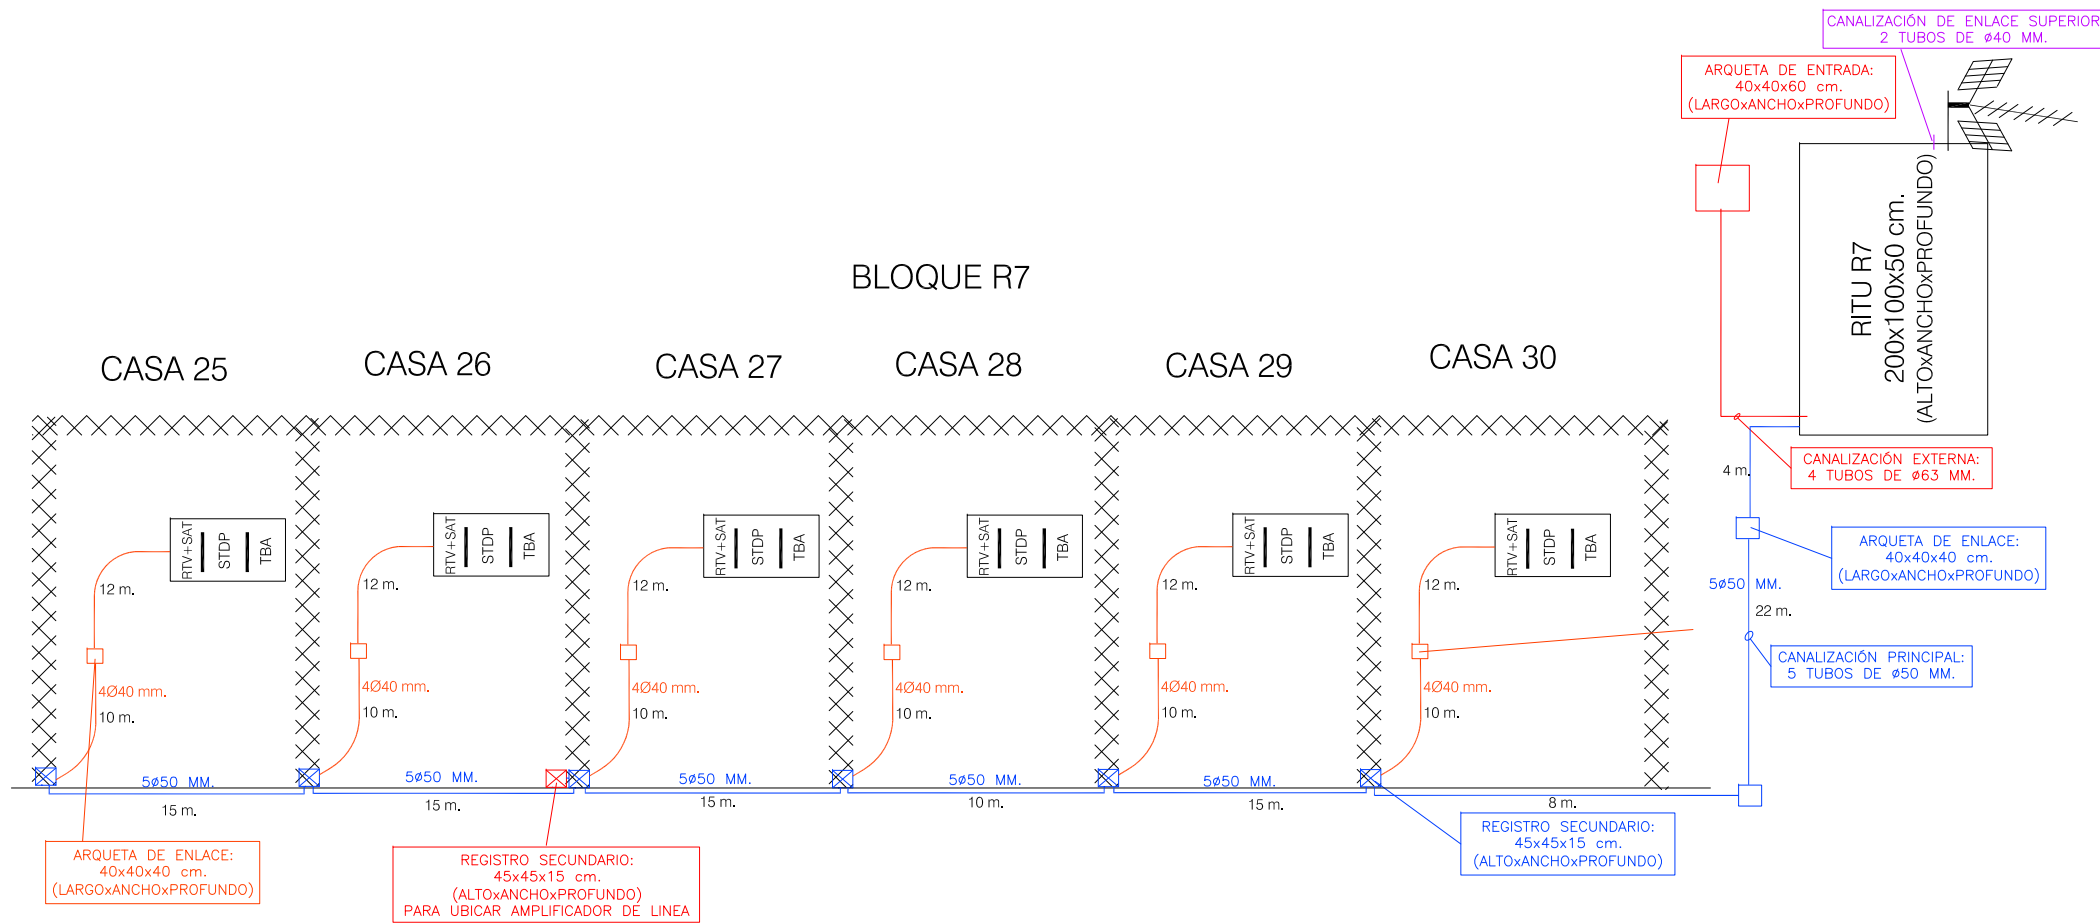 CANALIZACIÓN DE ENLACE SUPERIOR
2 TUBOS DE ø40 MM.
ARQUETA DE ENTRADA:
40x40x60 cm.
(LARGOxANCHOxPROFUNDO)
RITU R7
200x100x50 cm.
(ALTOxANCHOxPROFUNDO)
BLOQUE R7
CASA 25
CASA 26
CASA 27
CASA 28
CASA 29
CASA 30
CANALIZACIÓN EXTERNA:
4 TUBOS DE ø63 MM.
4 m.
ARQUETA DE ENLACE:
40x40x40 cm.
(LARGOxANCHOxPROFUNDO)
5ø50 MM.
22 m.
CANALIZACIÓN PRINCIPAL:
5 TUBOS DE ø50 MM.
RTV+SAT
STDP
TBA
RTV+SAT
STDP
TBA
RTV+SAT
STDP
TBA
RTV+SAT
STDP
TBA
RTV+SAT
STDP
TBA
RTV+SAT
STDP
TBA
12 m.
12 m.
12 m.
12 m.
12 m.
12 m.
4Ø40 mm.
4Ø40 mm.
4Ø40 mm.
4Ø40 mm.
4Ø40 mm.
4Ø40 mm.
10 m.
10 m.
10 m.
10 m.
10 m.
10 m.
5ø50 MM.
5ø50 MM.
5ø50 MM.
5ø50 MM.
5ø50 MM.
15 m.
15 m.
15 m.
10 m.
15 m.
8 m.
ARQUETA DE ENLACE:
40x40x40 cm.
(LARGOxANCHOxPROFUNDO)
REGISTRO SECUNDARIO:
45x45x15 cm.
(ALTOxANCHOxPROFUNDO)
PARA UBICAR AMPLIFICADOR DE LINEA
REGISTRO SECUNDARIO:
45x45x15 cm.
(ALTOxANCHOxPROFUNDO)